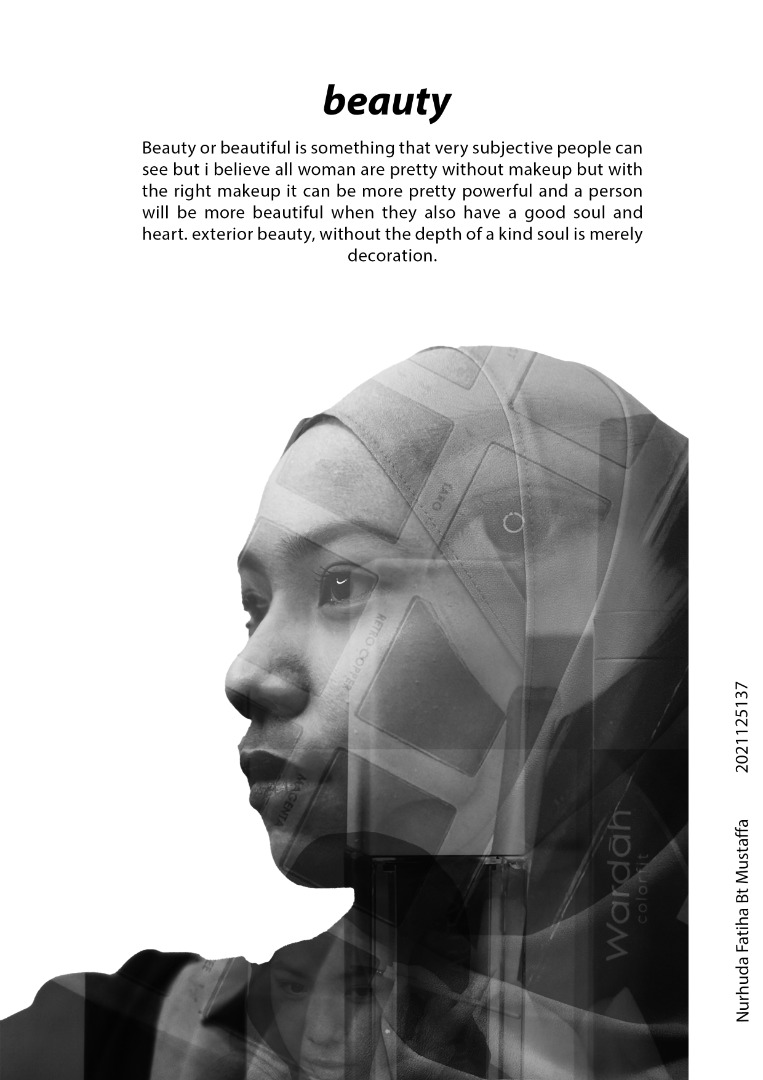 beauty
Beauty or beautiful is something that very subjective people can
see but i believe all woman are pretty without makeup but with
the right makeup it can be more pretty powerful and a person
will be more beautiful when they also have a good soul and
heart. exterior beauty, without the depth of a kind soul is merely
decoration.
FARO
RETRO COPPER
MAGENTA
Wardah
colorfit
Nurhuda Fatiha Bt Mustaffa 2021125137